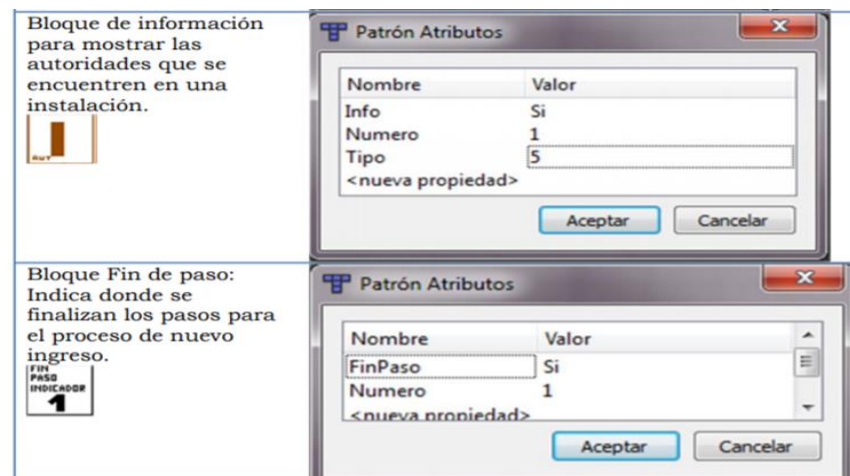 Bloque de información
para mostrar las
autoridades que se
encuentren en una
instalación.
AUT
Patrón Atributos
Nombre Valor
Info Si
Numero 1
Tipo 5
<nueva propiedad>
Aceptar Cancelar
Bloque Fin de paso:
Indica donde se
finalizan los pasos para
el proceso de nuevo
ingreso.
FIN
PASO
INDICADOR
1
Patrón Atributos
Nombre Valor
FinPaso Si
Numero 1
<nueva propiedad>
Aceptar Cancelar